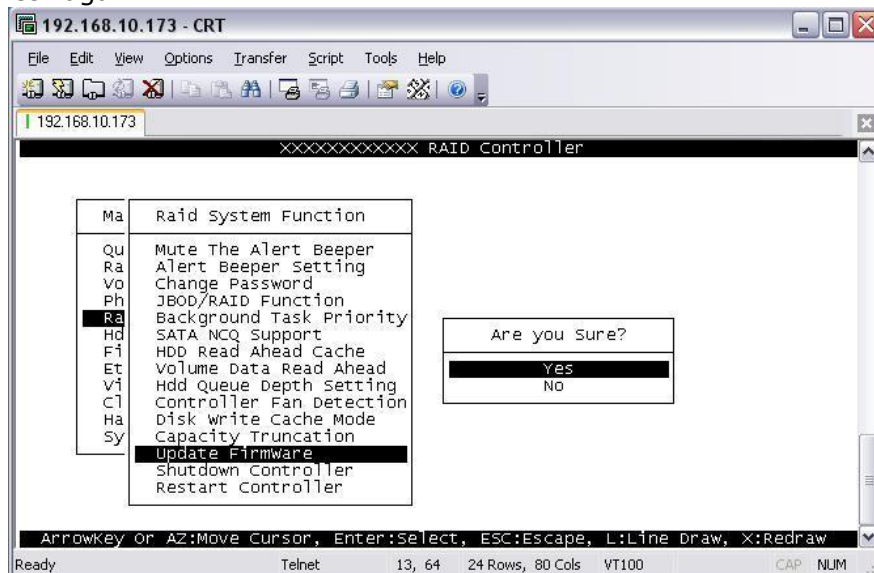 192.168.10.173 - CRT
File Edit View Options Transfer Script Tools Help
192.168.10.173
XXXXXXXXXXXX RAID Controller
Ma
Qu
Ra
Vo
Ph
Ra
Hd
Fi
Et
Vi
Cl
Ha
Sy
Raid System Function
Mute The Alert Beeper
Alert Beeper Setting
Change Password
JBOD/RAID Function
Background Task Priority
SATA NCQ Support
HDD Read Ahead Cache
Volume Data Read Ahead
Hdd Queue Depth Setting
Controller Fan Detection
Disk Write Cache Mode
Capacity Truncation
Update FirmWare
Shutdown Controller
Restart Controller
Are you Sure?
Yes
No
ArrowKey Or AZ:Move Cursor, Enter:Select, ESC:Escape, L:Line Draw, X:Redraw
Ready Telnet 13, 64 24 Rows, 80 Cols VT100 CAP NUM